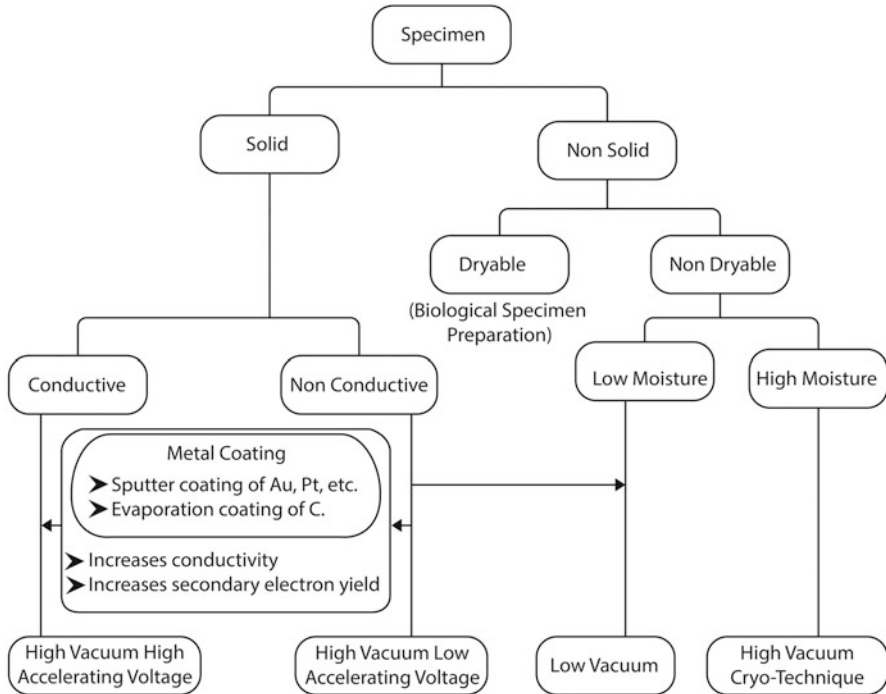 Specimen
Solid
Non Solid
Dryable
Non Dryable
(Biological Specimen
Preparation)
Conductive
Non Conductive
Low Moisture
High Moisture
Metal Coating
➤ Sputter coating of Au, Pt, etc.
➤ Evaporation coating of C.
➤ Increases conductivity
➤ Increases secondary electron yield
High Vacuum High
Accelerating Voltage
High Vacuum Low
Accelerating Voltage
Low Vacuum
High Vacuum
Cryo-Technique